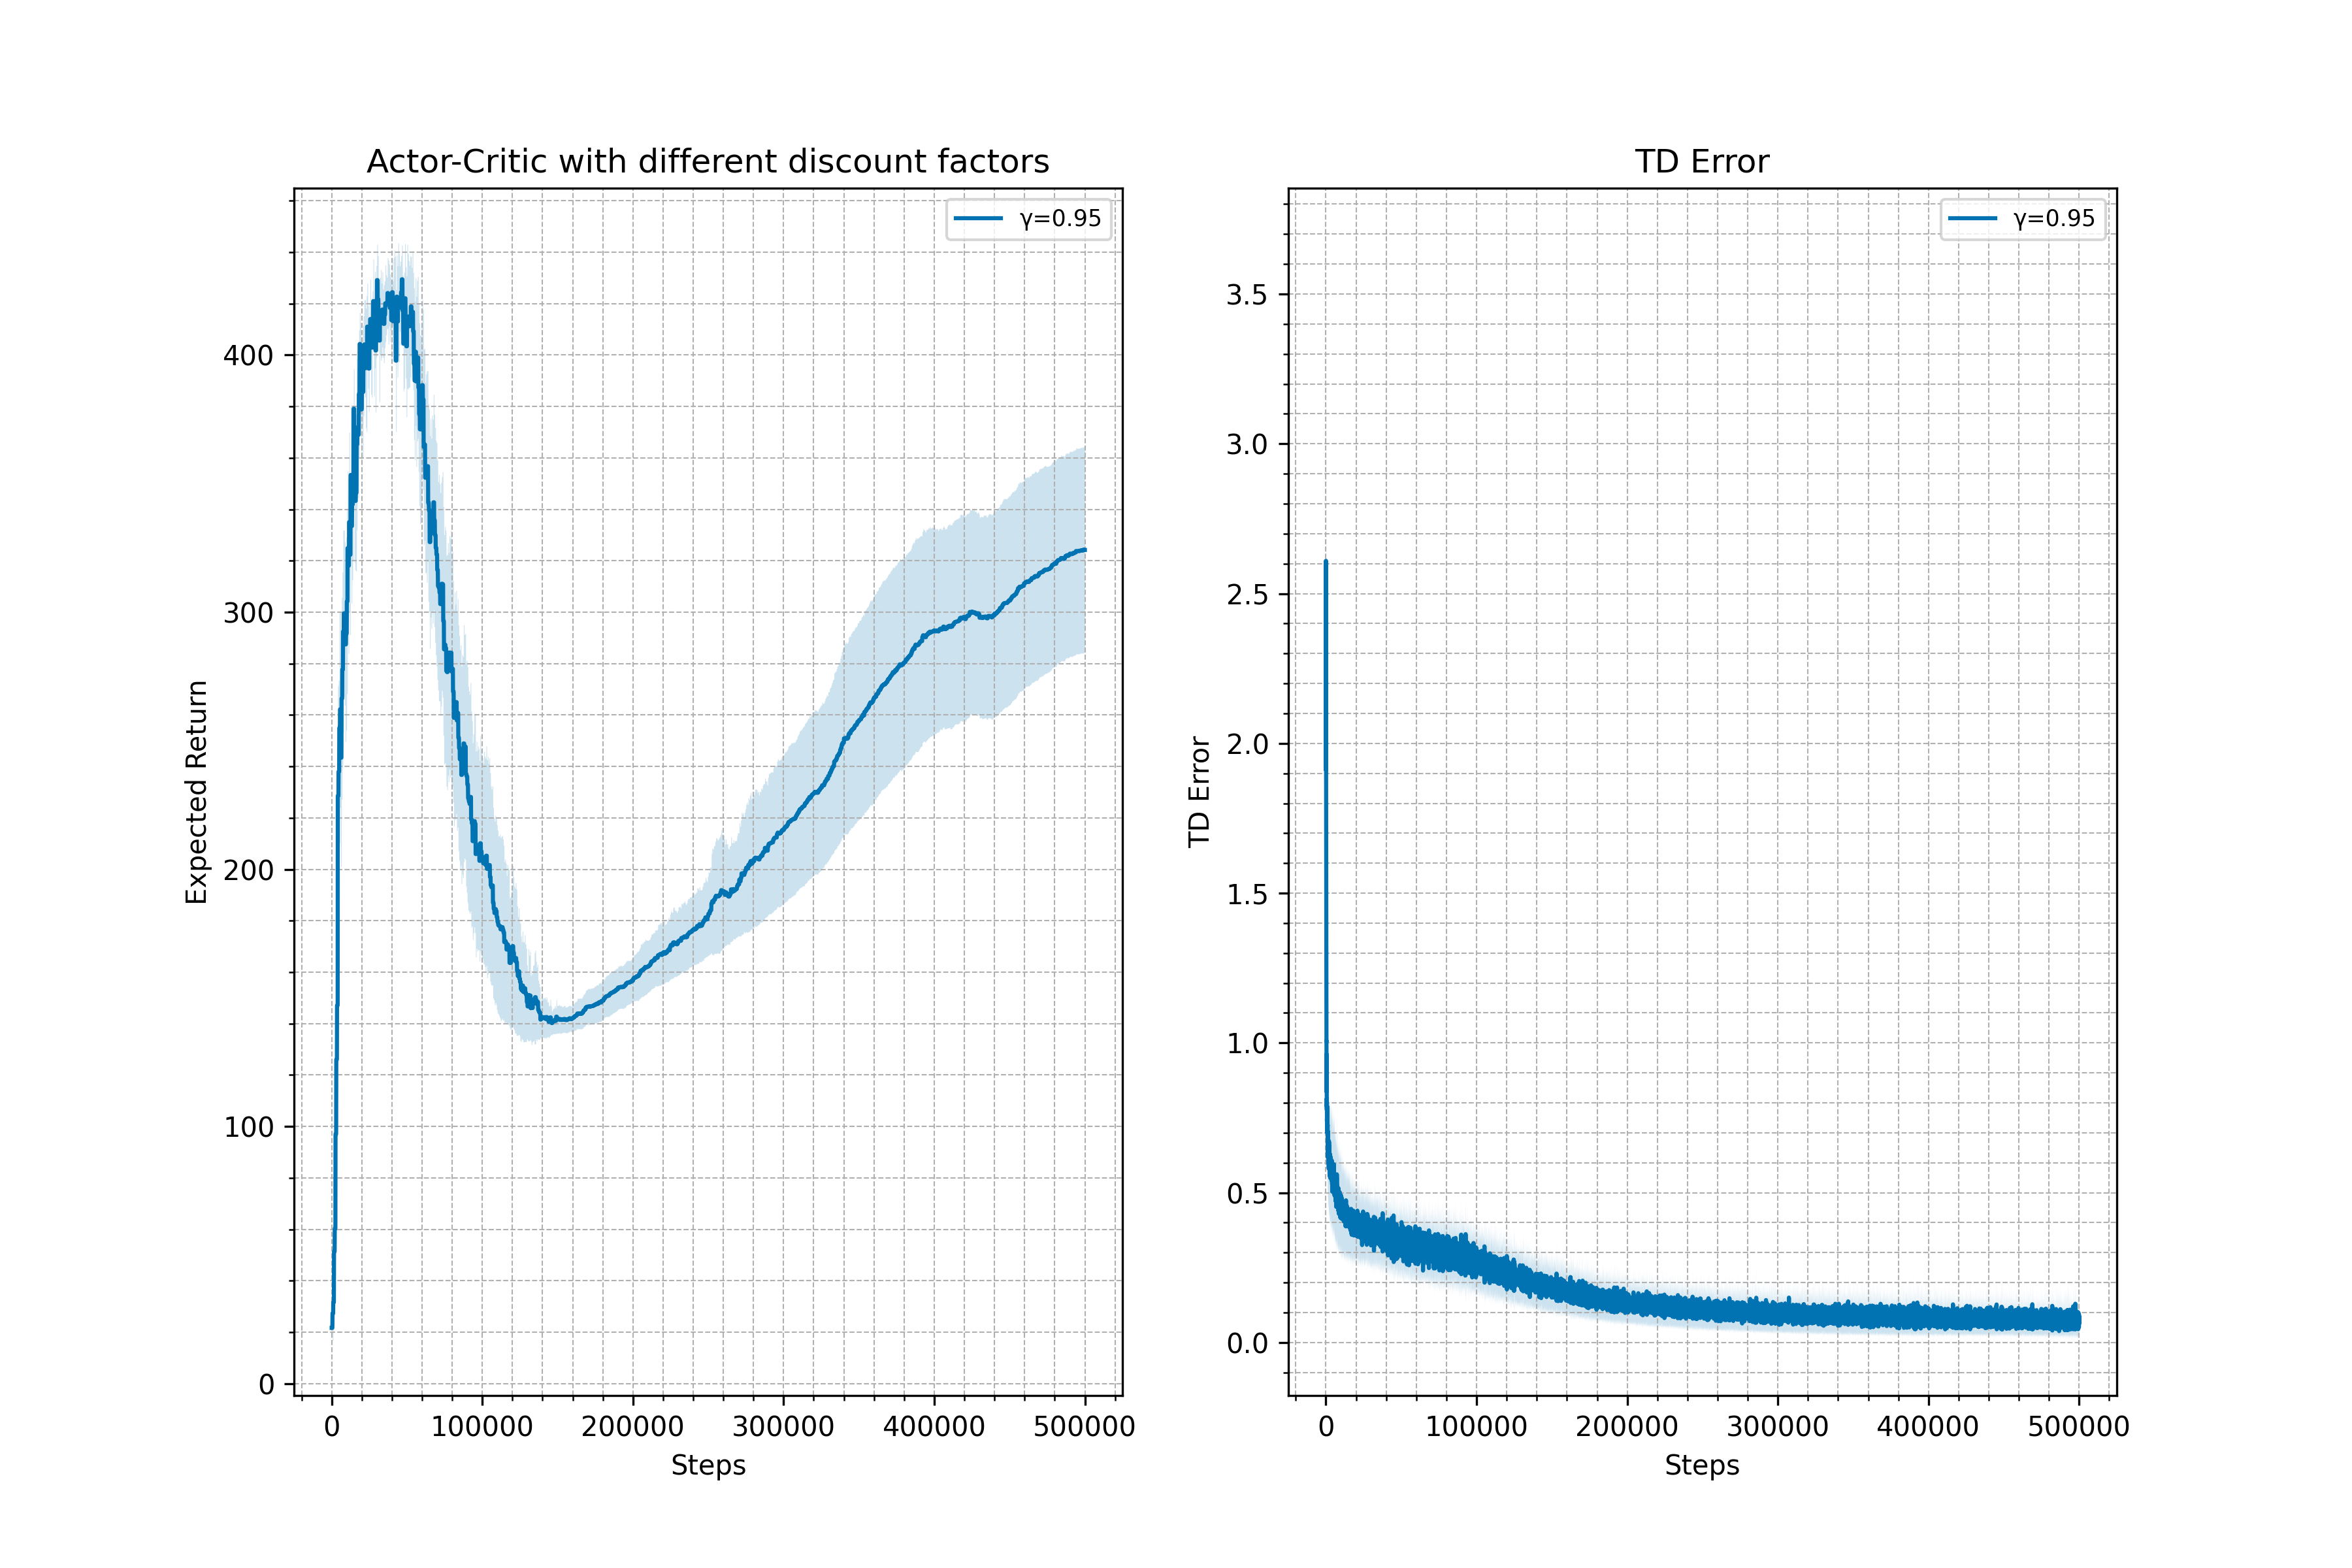 Actor-Critic with different discount factors
γ=0.95
Expected Return
400
300
200
100
0
0 100000 200000 300000 400000 500000
Steps
TD Error
γ=0.95
TD Error
3.5
3.0
2.5
2.0
1.5
1.0
0.5
0.0
0 100000 200000 300000 400000 500000
Steps